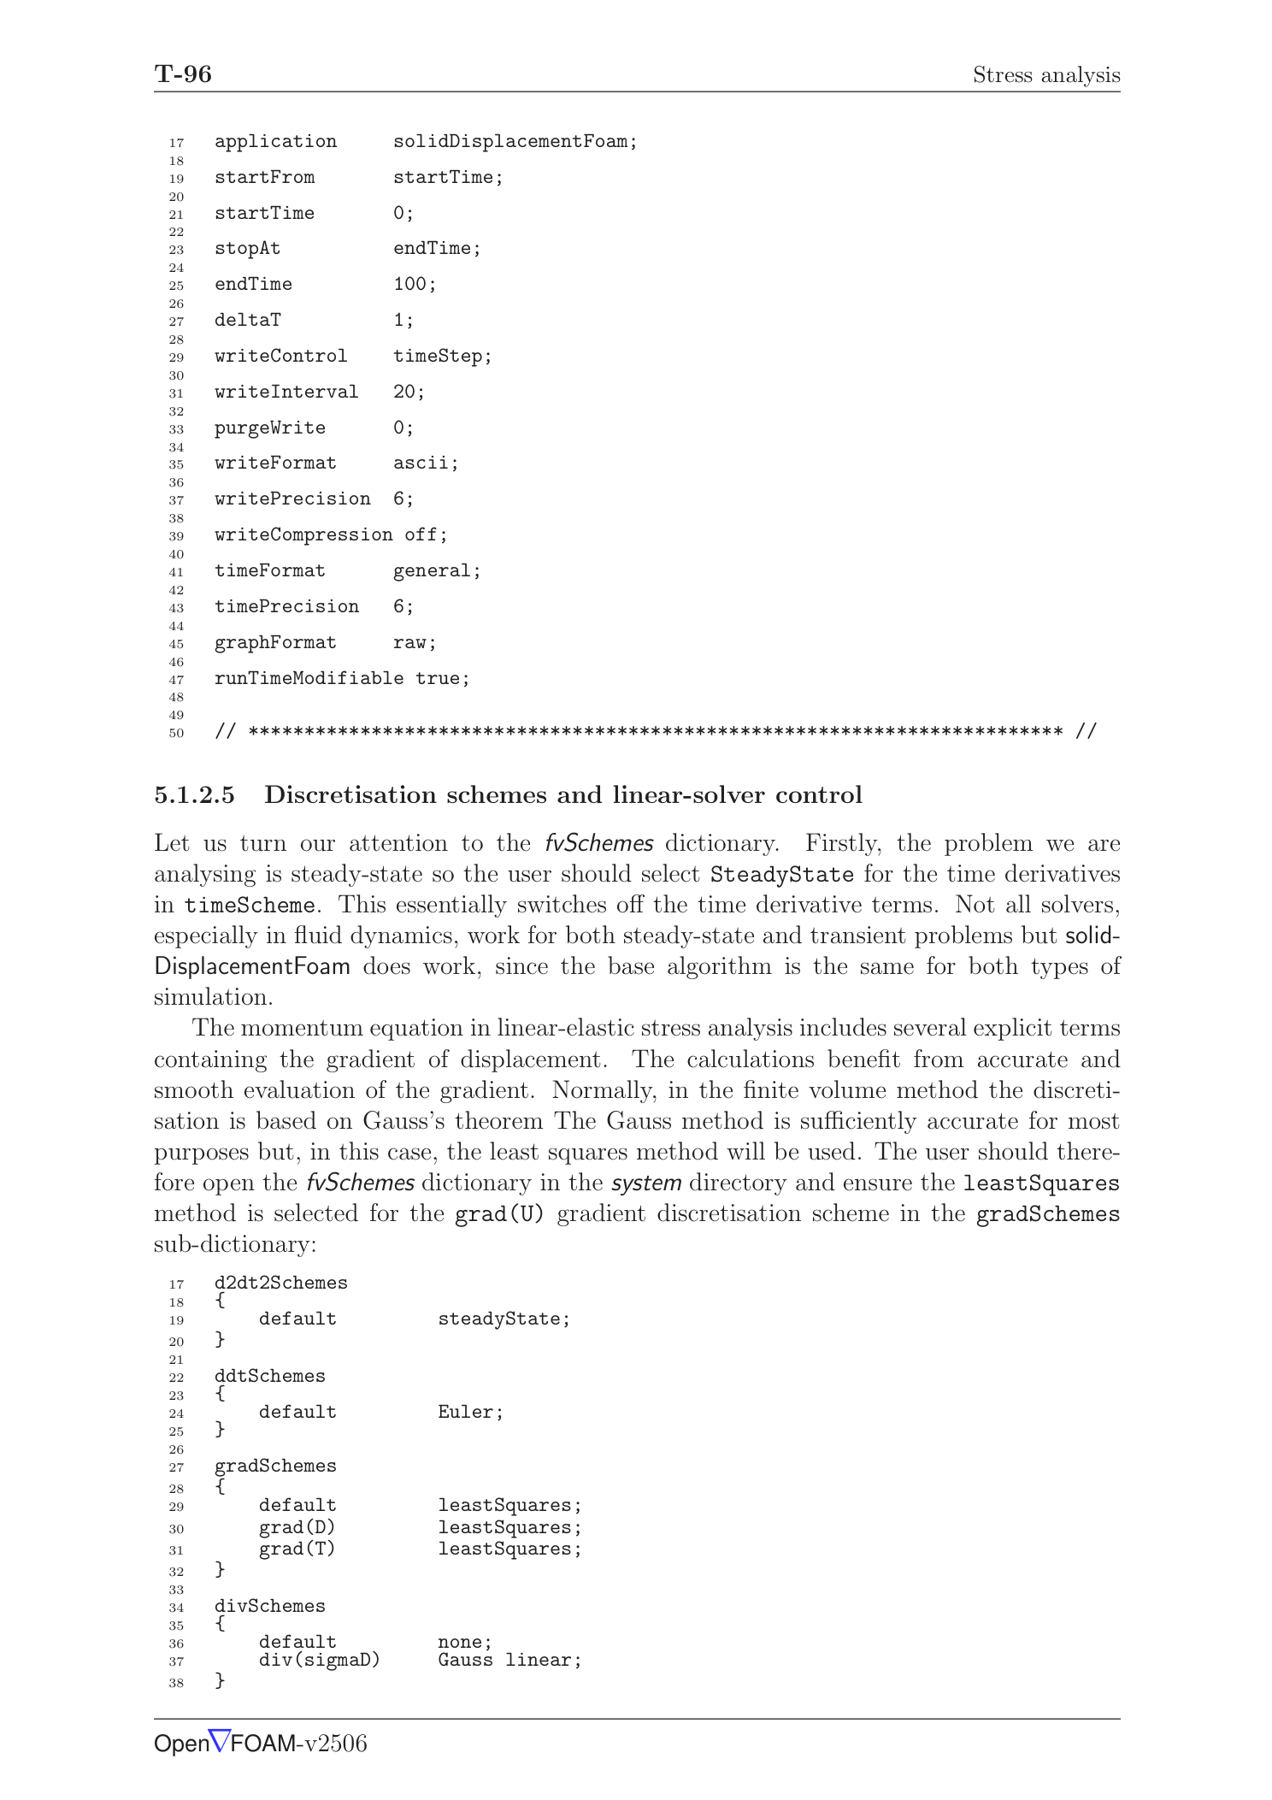 T-96 Stress analysis
17 application     solidDisplacementFoam;
18
19 startFrom       startTime;
20
21 startTime       0;
22
23 stopAt          endTime;
24
25 endTime         100;
26
27 deltaT          1;
28
29 writeControl    timeStep;
30
31 writeInterval   20;
32
33 purgeWrite      0;
34
35 writeFormat     ascii;
36
37 writePrecision  6;
38
39 writeCompression off;
40
41 timeFormat      general;
42
43 timePrecision   6;
44
45 graphFormat     raw;
46
47 runTimeModifiable true;
48
49
50 // ************************************************************************* //
5.1.2.5 Discretisation schemes and linear-solver control
Let us turn our attention to the fvSchemes dictionary. Firstly, the problem we are
analysing is steady-state so the user should select SteadyState for the time derivatives
in timeScheme. This essentially switches off the time derivative terms. Not all solvers,
especially in fluid dynamics, work for both steady-state and transient problems but solid-
DisplacementFoam does work, since the base algorithm is the same for both types of
simulation.
The momentum equation in linear-elastic stress analysis includes several explicit terms
containing the gradient of displacement. The calculations benefit from accurate and
smooth evaluation of the gradient. Normally, in the finite volume method the discreti-
sation is based on Gauss's theorem The Gauss method is sufficiently accurate for most
purposes but, in this case, the least squares method will be used. The user should there-
fore open the fvSchemes dictionary in the system directory and ensure the leastSquares
method is selected for the grad(U) gradient discretisation scheme in the gradSchemes
sub-dictionary:
17 d2dt2Schemes
18 {
19     default         steadyState;
20 }
21
22 ddtSchemes
23 {
24     default         Euler;
25 }
26
27 gradSchemes
28 {
29     default         leastSquares;
30     grad(D)         leastSquares;
31     grad(T)         leastSquares;
32 }
33
34 divSchemes
35 {
36     default         none;
37     div(sigmaD)     Gauss linear;
38 }
Open∇FOAM-v2506